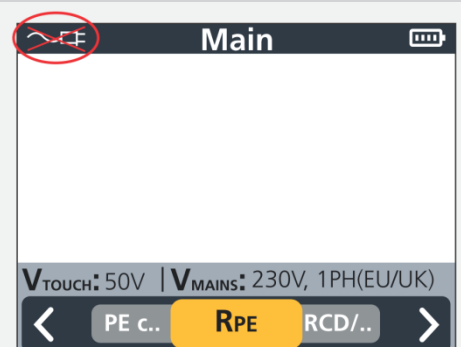 Main
VTOUCH: 50V | VMAINS: 230V, 1PH(EU/UK)
PE c.. RPE RCD/..